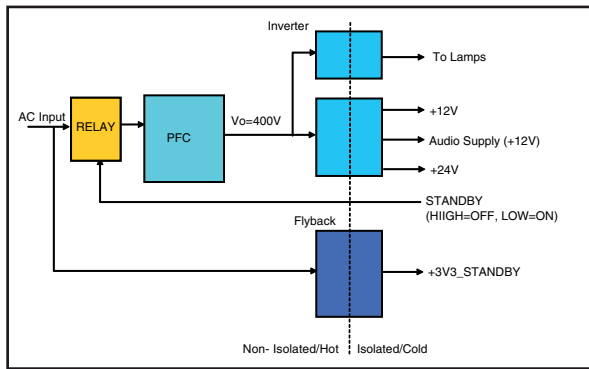 Inverter
To Lamps
AC Input
RELAY
PFC
Vo=400V
+12V
Audio Supply (+12V)
+24V
STANDBY
(HIIGH=OFF, LOW=ON)
Flyback
+3V3_STANDBY
Non- Isolated/Hot
Isolated/Cold